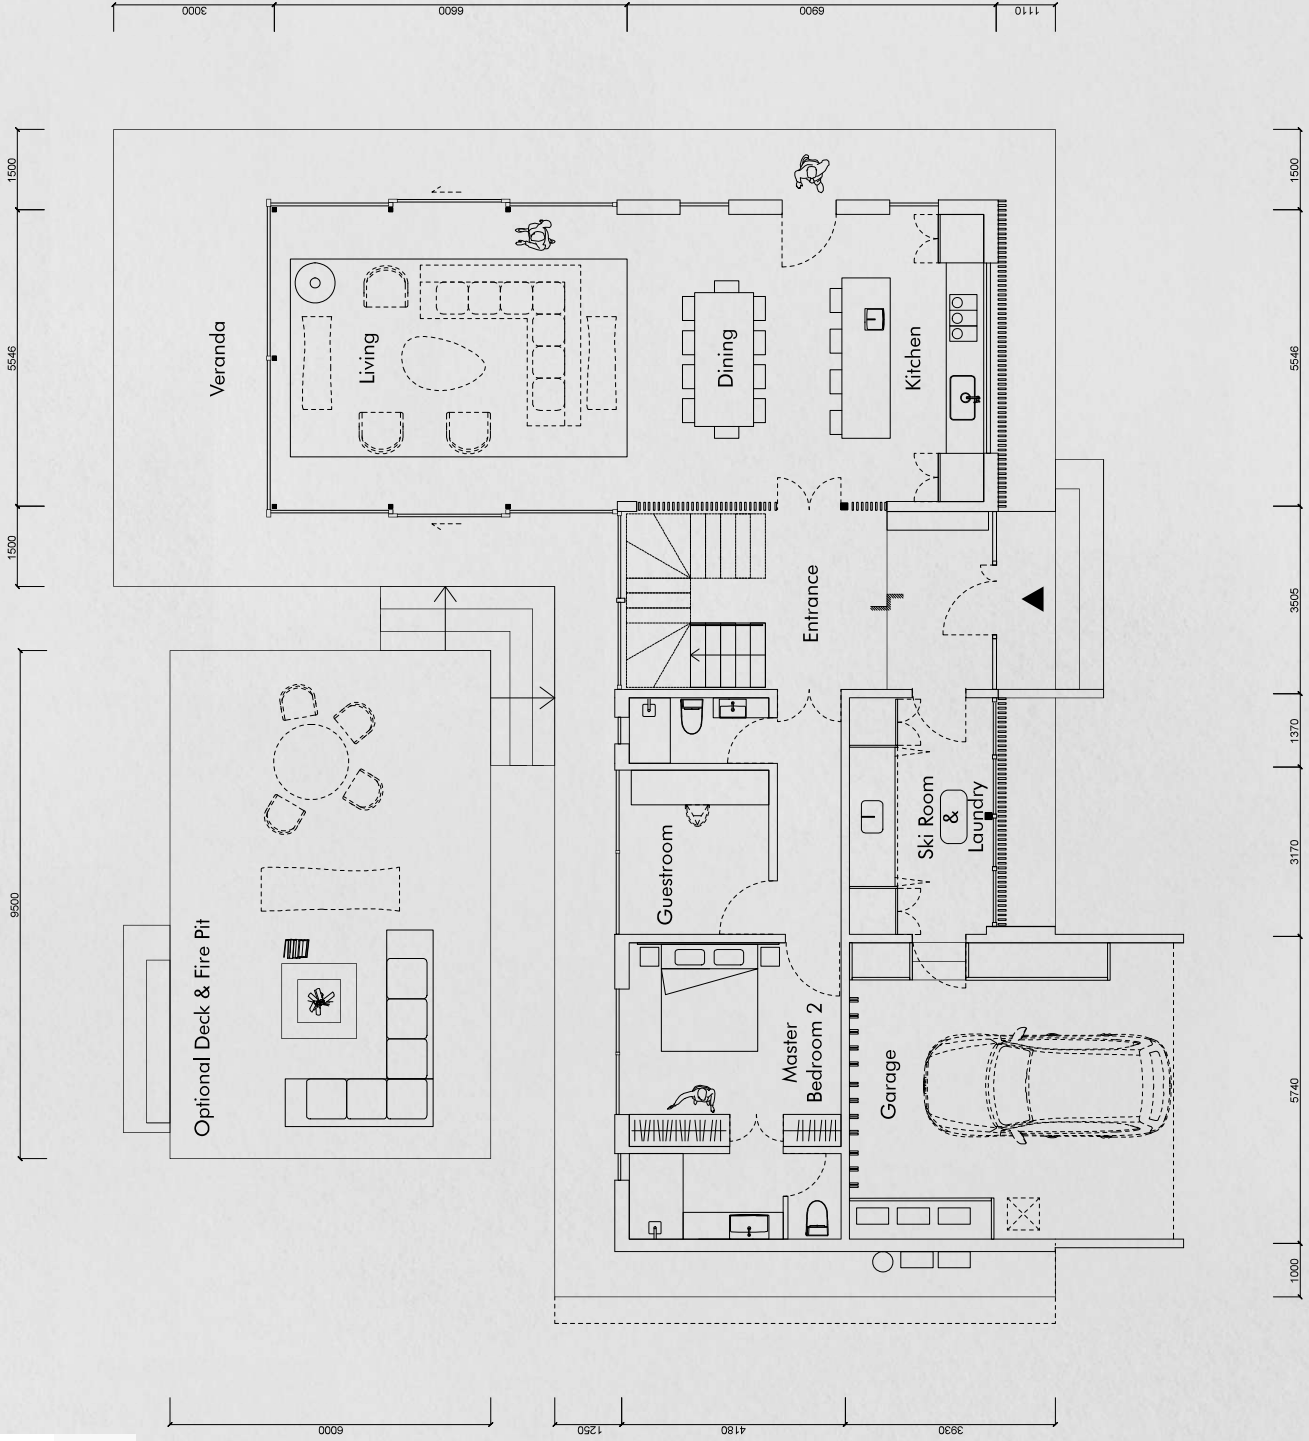 3000
6600
6900
1110
1500
5546
1500
9500
1500
5546
3505
1370
3170
5740
1000
Veranda
Living
Dining
Kitchen
Entrance
Ski Room
&
Laundry
Guestroom
Master
Bedroom 2
Garage
Optional Deck & Fire Pit
6000
1250
4180
3930